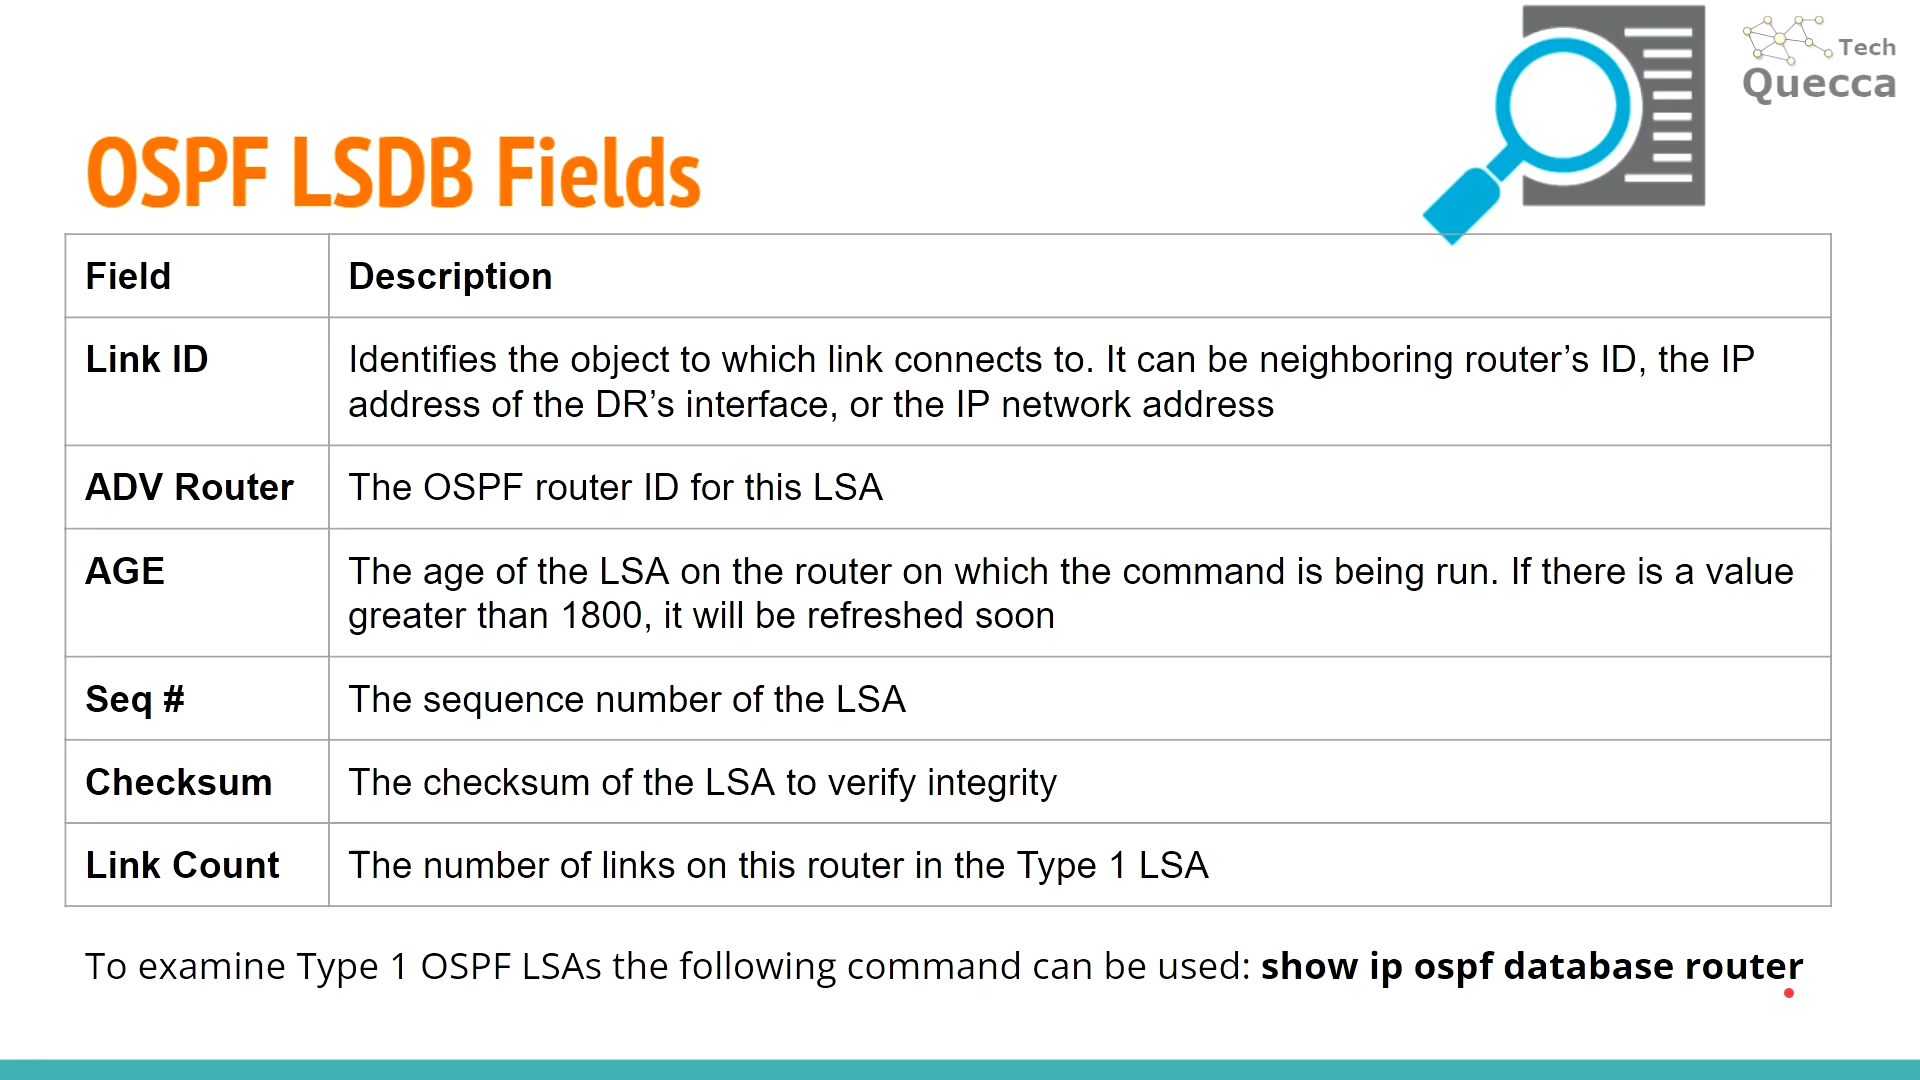 Tech
Quecca
OSPF LSDB Fields
Field Description
Link ID Identifies the object to which link connects to. It can be neighboring router’s ID, the IP
address of the DR’s interface, or the IP network address
ADV Router The OSPF router ID for this LSA
AGE The age of the LSA on the router on which the command is being run. If there is a value
greater than 1800, it will be refreshed soon
Seq # The sequence number of the LSA
Checksum The checksum of the LSA to verify integrity
Link Count The number of links on this router in the Type 1 LSA
To examine Type 1 OSPF LSAs the following command can be used: show ip ospf database router